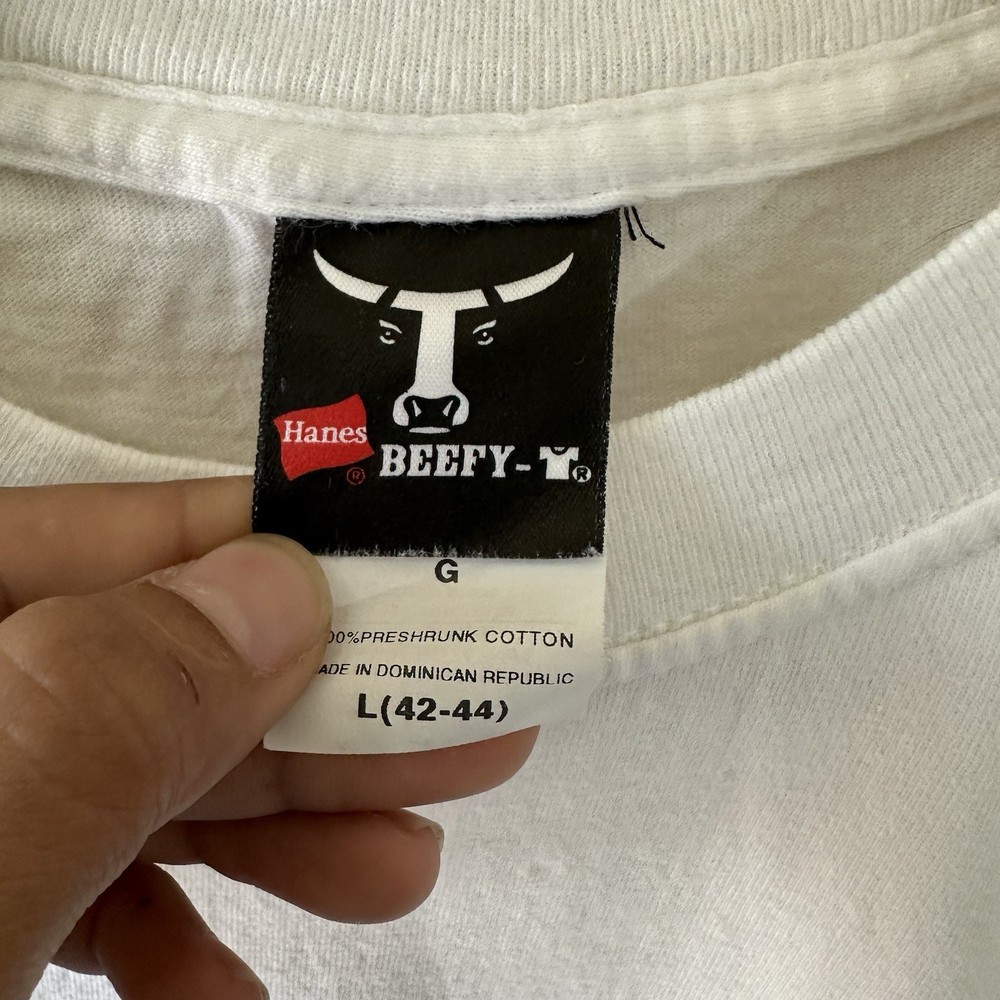 Hanes
®
BEEFY-T®
G
00%PRESHRUNK COTTON
ADE IN DOMINICAN REPUBLIC
L(42-44)